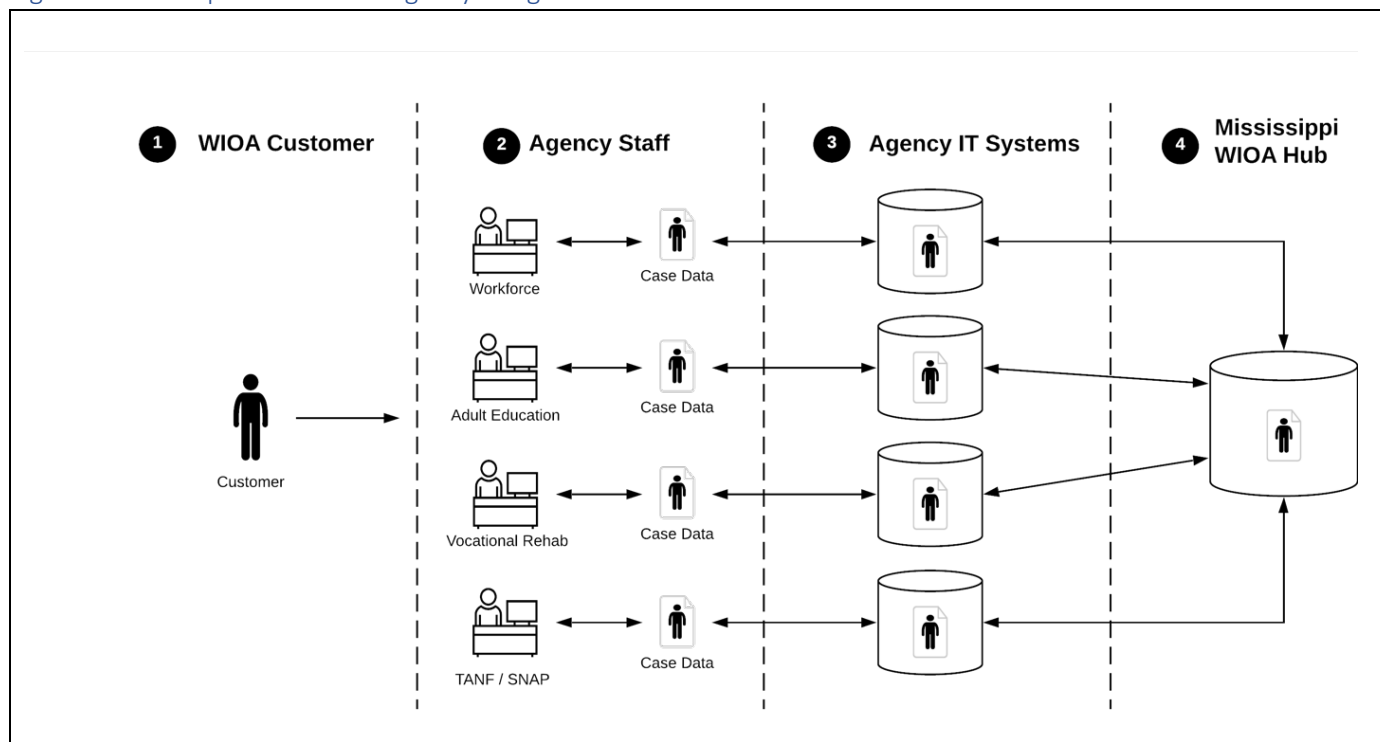 1 WIOA Customer
2 Agency Staff
3 Agency IT Systems
4 Mississippi
WIOA Hub
Workforce
Case Data
Adult Education
Case Data
Customer
Vocational Rehab
Case Data
TANF / SNAP
Case Data